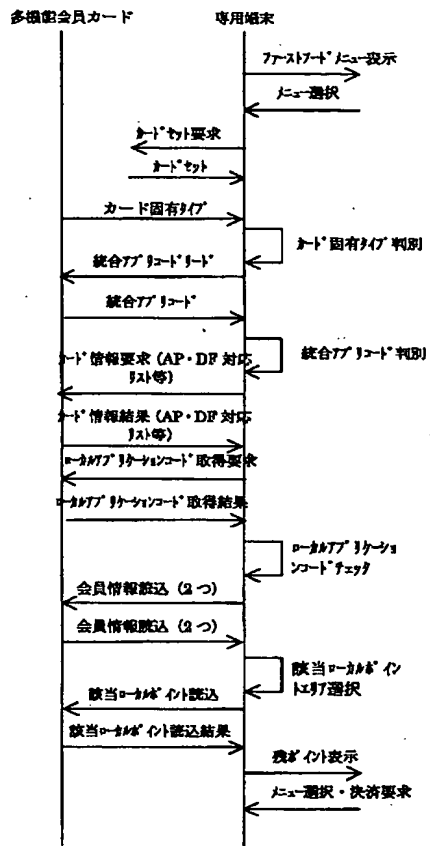 多機能会員カード
専用端末
ファーストフードメニュー表示
メニュー選択
カードセット要求
カードセット
カード固有タイプ
カード固有タイプ判別
統合アプリコードリード
統合アプリコード
統合アプリコード判別
カード情報要求(AP・DF対応
リスト等)
カード情報結果(AP・DF対応
リスト等)
ローカルアプリケーションコード取得要求
ローカルアプリケーションコード取得結果
ローカルアプリケーショ
ンコードチェック
会員情報読込(2つ)
会員情報読込(2つ)
該当ローカルポイン
トエリア選択
該当ローカルポイント読込
該当ローカルポイント読込結果
残ポイント表示
メニュー選択・決済要求